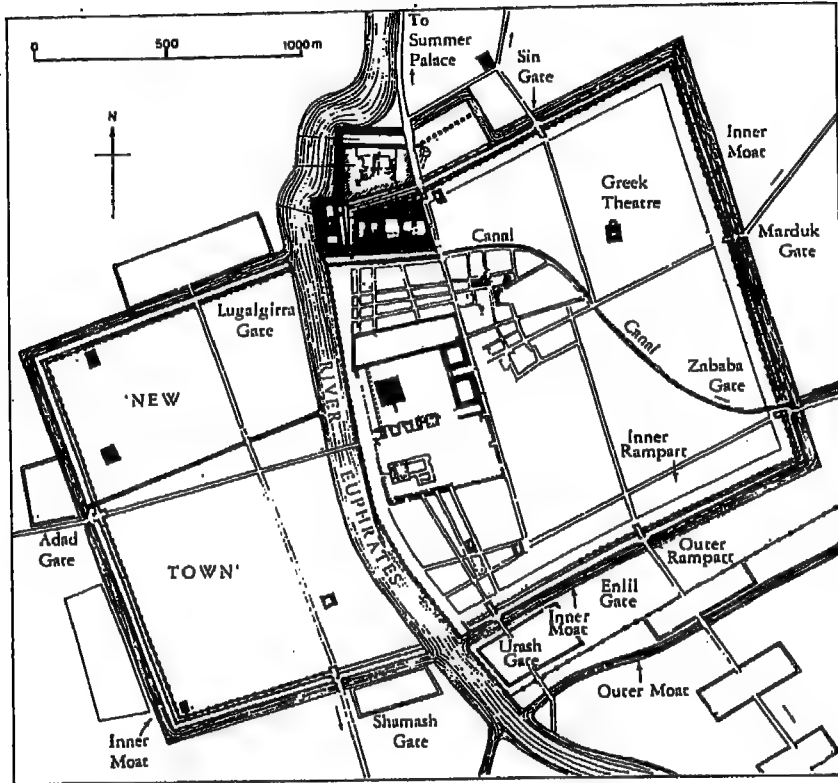 0 500 1000m
To
Summer
Palace
Sin
Gate
N
Inner
Moat
Greek
Theatre
Canal
Marduk
Gate
Lugalgirra
Gate
Canal
Zababa
Gate
'NEW
RIVER EUPHRATES
Inner
Rampart
Adad
Gate
TOWN'
Outer
Rampart
Enlil
Gate
Inner
Moat
Urash
Gate
Outer Moat
Shamash
Gate
Inner
Moat